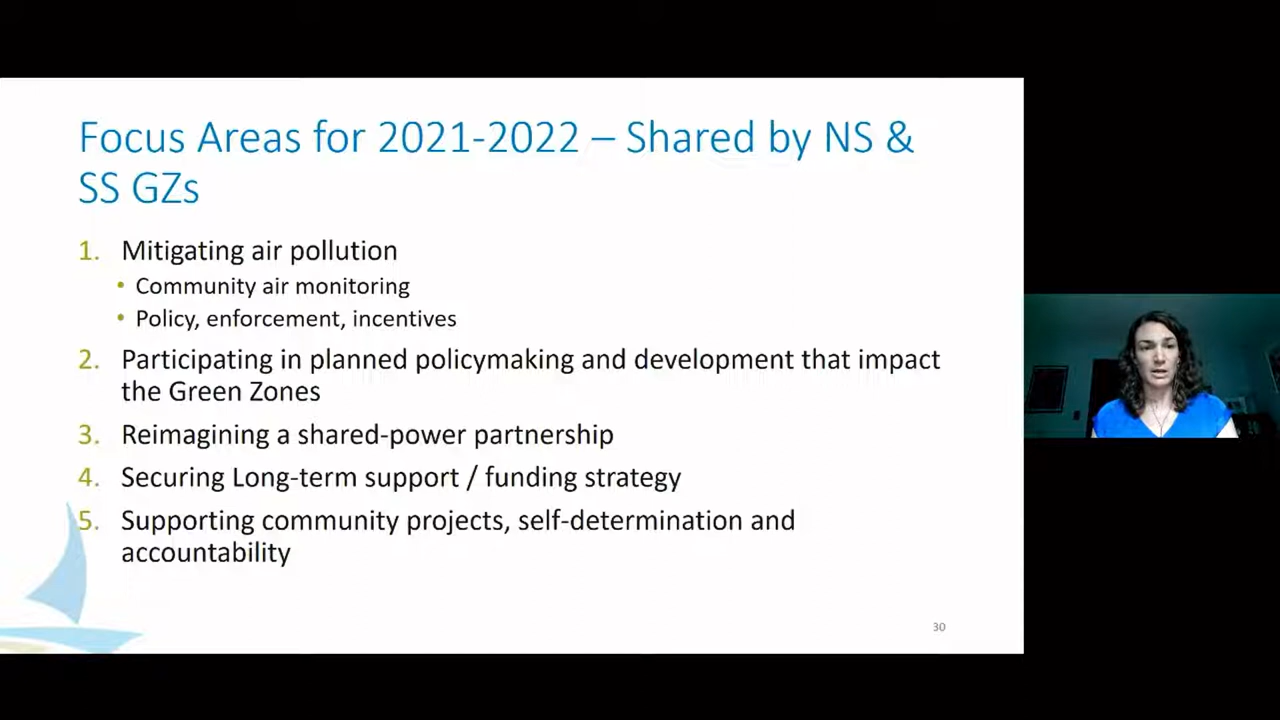 Focus Areas for 2021-2022 – Shared by NS &
SS GZs
1. Mitigating air pollution
• Community air monitoring
• Policy, enforcement, incentives
2. Participating in planned policymaking and development that impact
the Green Zones
3. Reimagining a shared-power partnership
4. Securing Long-term support / funding strategy
5. Supporting community projects, self-determination and
accountability
30